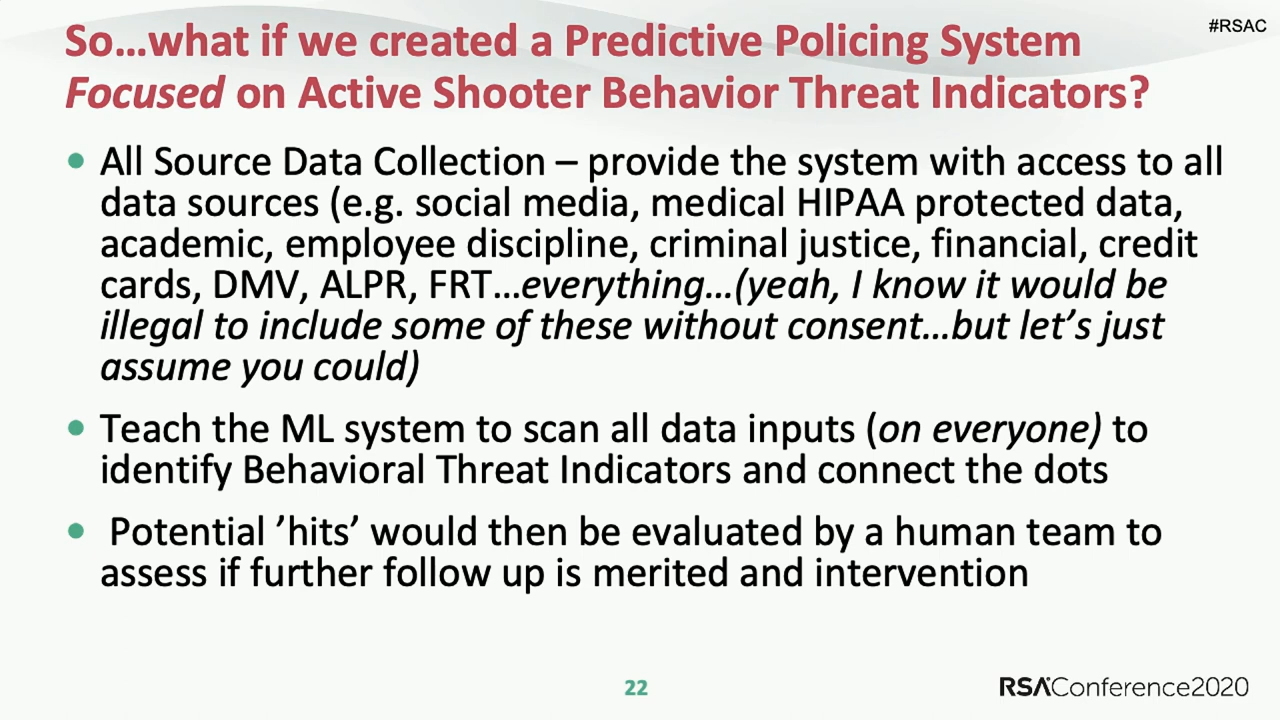 #RSAC
So…what if we created a Predictive Policing System
Focused on Active Shooter Behavior Threat Indicators?
• All Source Data Collection – provide the system with access to all
data sources (e.g. social media, medical HIPAA protected data,
academic, employee discipline, criminal justice, financial, credit
cards, DMV, ALPR, FRT…everything…(yeah, I know it would be
illegal to include some of these without consent…but let’s just
assume you could)
• Teach the ML system to scan all data inputs (on everyone) to
identify Behavioral Threat Indicators and connect the dots
• Potential ’hits’ would then be evaluated by a human team to
assess if further follow up is merited and intervention
22
RSAConference2020